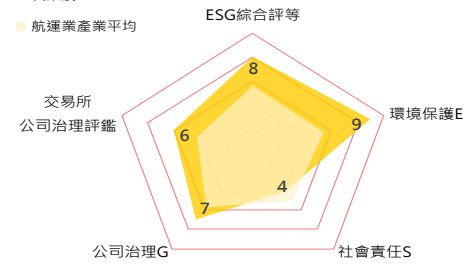 航運業產業平均
ESG綜合評等
8
交易所
公司治理評鑑
6
環境保護E
9
4
7
公司治理G
社會責任S